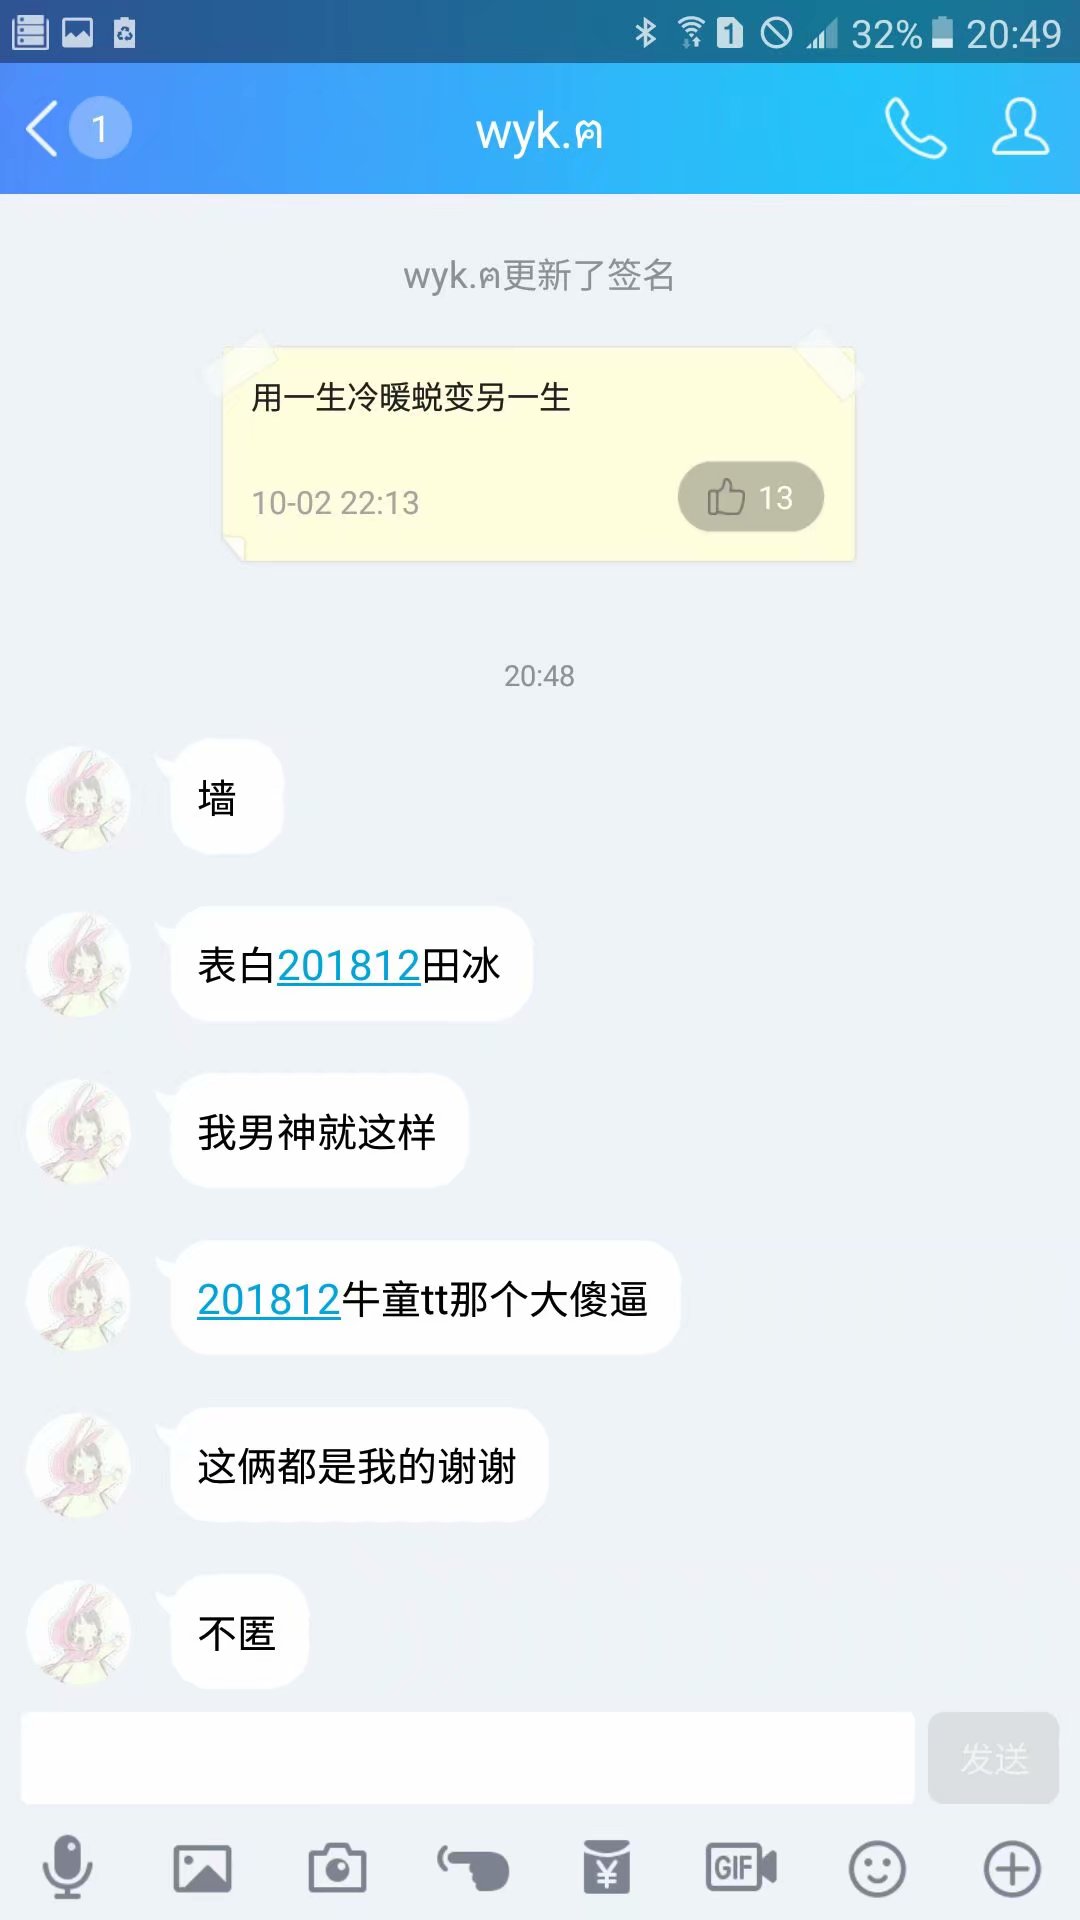 32% 20:49
1 wyk.ฅ
wyk.ฅ更新了签名
用一生冷暖蜕变另一生
10-02 22:13 13
20:48
墙
表白201812田冰
我男神就这样
201812牛童tt那个大傻逼
这俩都是我的谢谢
不匿
发送
GIF